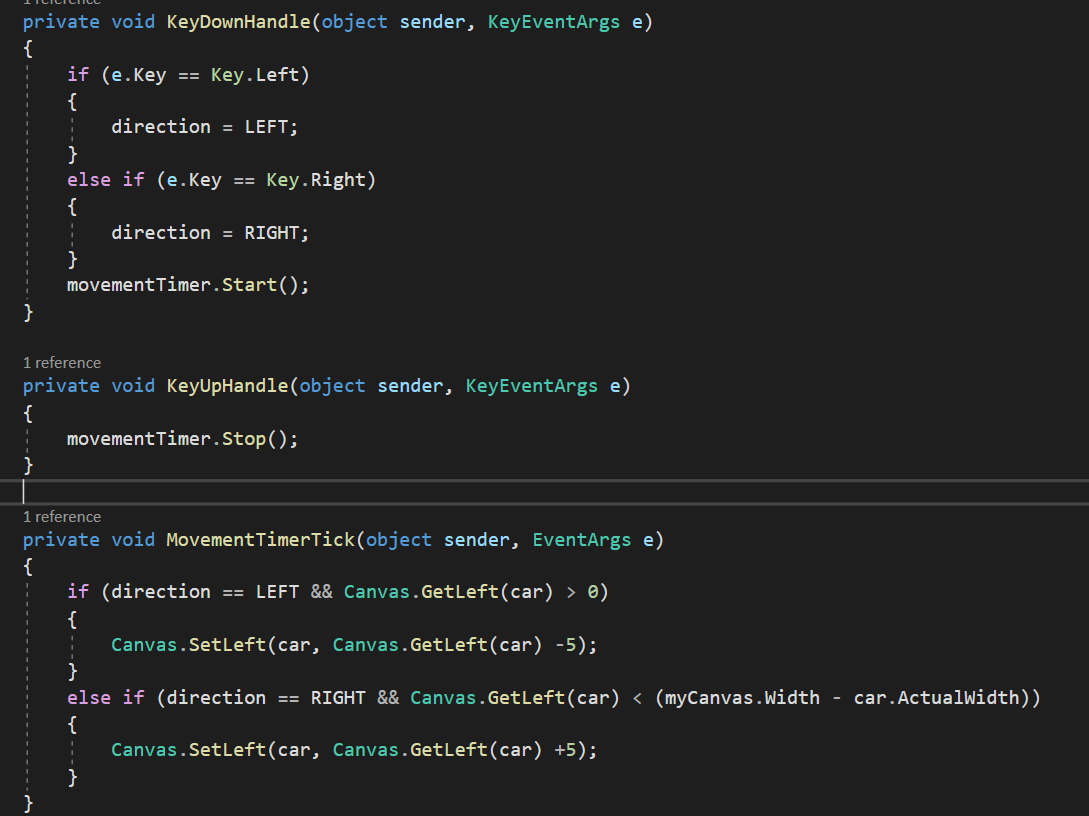 1 reference
private void KeyDownHandle(object sender, KeyEventArgs e)
{
    if (e.Key == Key.Left)
    {
        direction = LEFT;
    }
    else if (e.Key == Key.Right)
    {
        direction = RIGHT;
    }
    movementTimer.Start();
}

1 reference
private void KeyUpHandle(object sender, KeyEventArgs e)
{
    movementTimer.Stop();
}

1 reference
private void MovementTimerTick(object sender, EventArgs e)
{
    if (direction == LEFT && Canvas.GetLeft(car) > 0)
    {
        Canvas.SetLeft(car, Canvas.GetLeft(car) -5);
    }
    else if (direction == RIGHT && Canvas.GetLeft(car) < (myCanvas.Width - car.ActualWidth))
    {
        Canvas.SetLeft(car, Canvas.GetLeft(car) +5);
    }
}